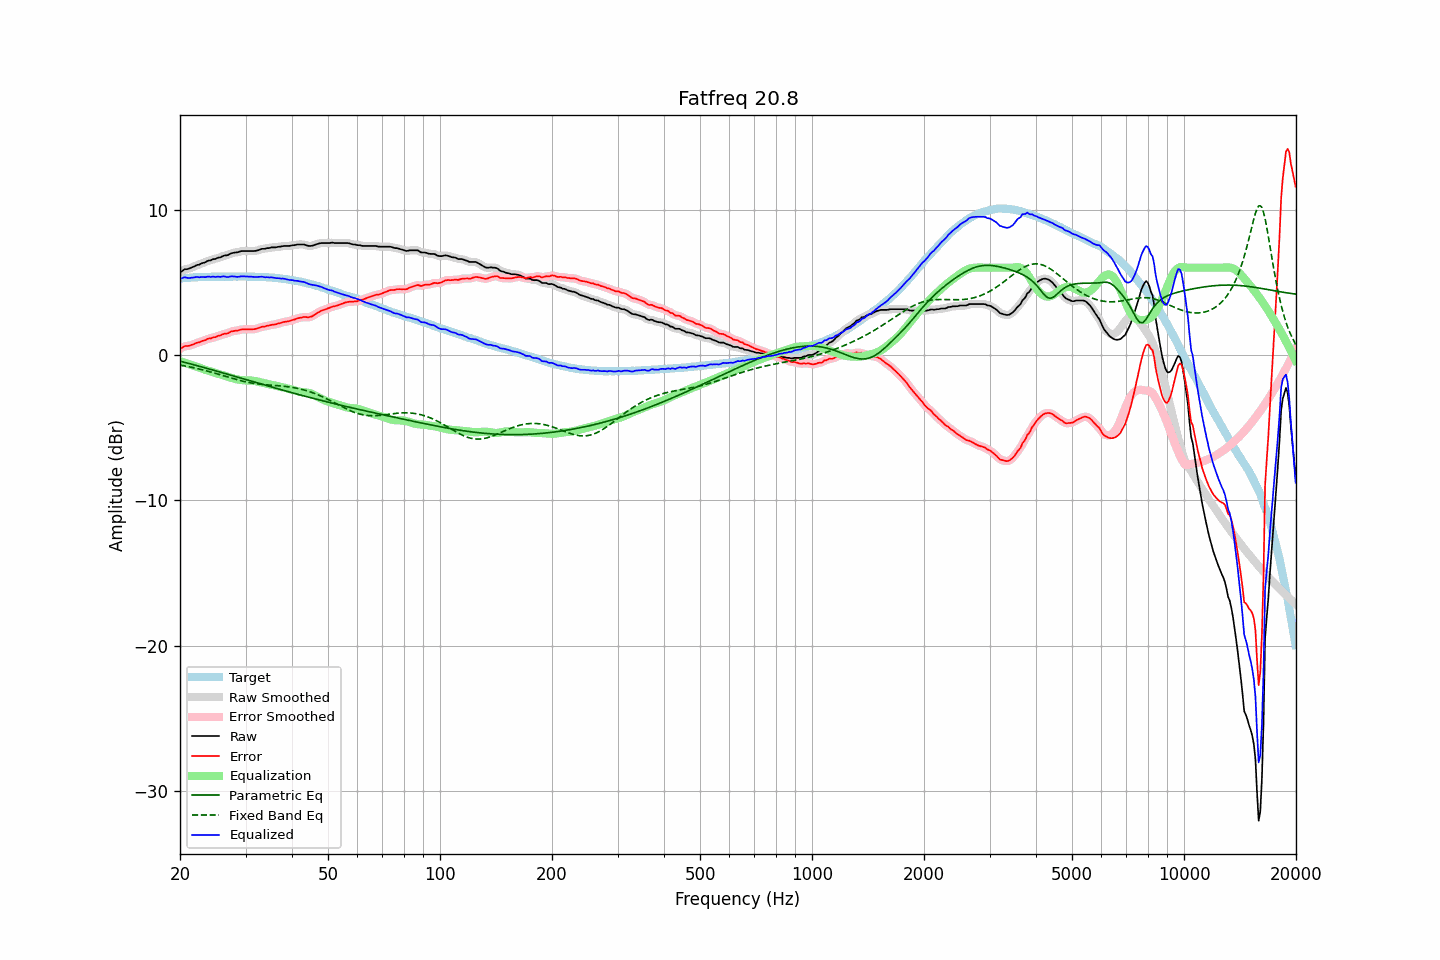 Fatfreq 20.8
10
0
−10
−20
−30
Amplitude (dBr)
Target
Raw Smoothed
Error Smoothed
Raw
Error
Equalization
Parametric Eq
Fixed Band Eq
Equalized
20 50 100 200 500 1000 2000 5000 10000 20000
Frequency (Hz)